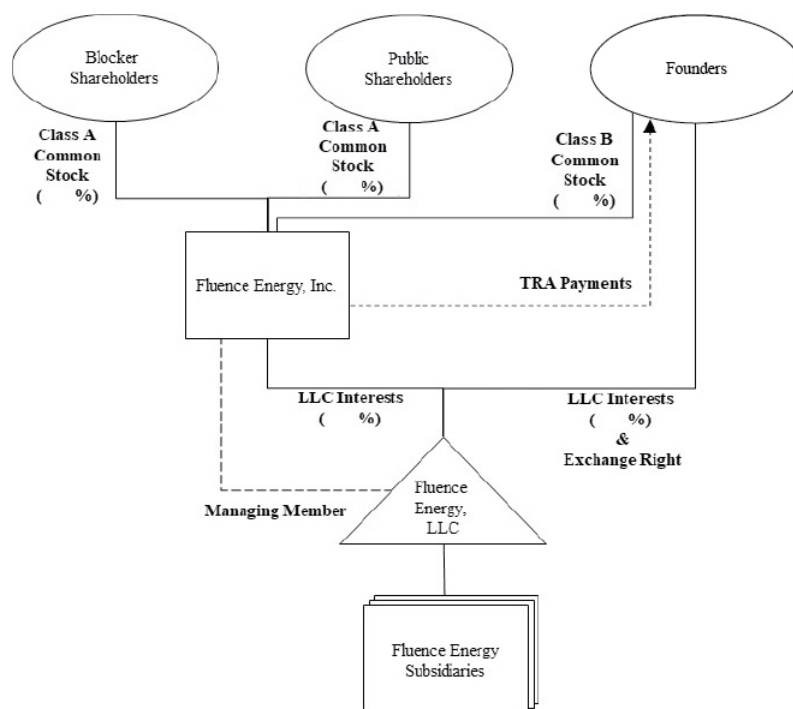 Blocker
Shareholders
Public
Shareholders
Founders
Class A
Common
Stock
(    %)
Class A
Common
Stock
(    %)
Class B
Common
Stock
(    %)
Fluence Energy, Inc.
TRA Payments
LLC Interests
(    %)
LLC Interests
(    %)
&
Exchange Right
Managing Member
Fluence
Energy,
LLC
Fluence Energy
Subsidiaries